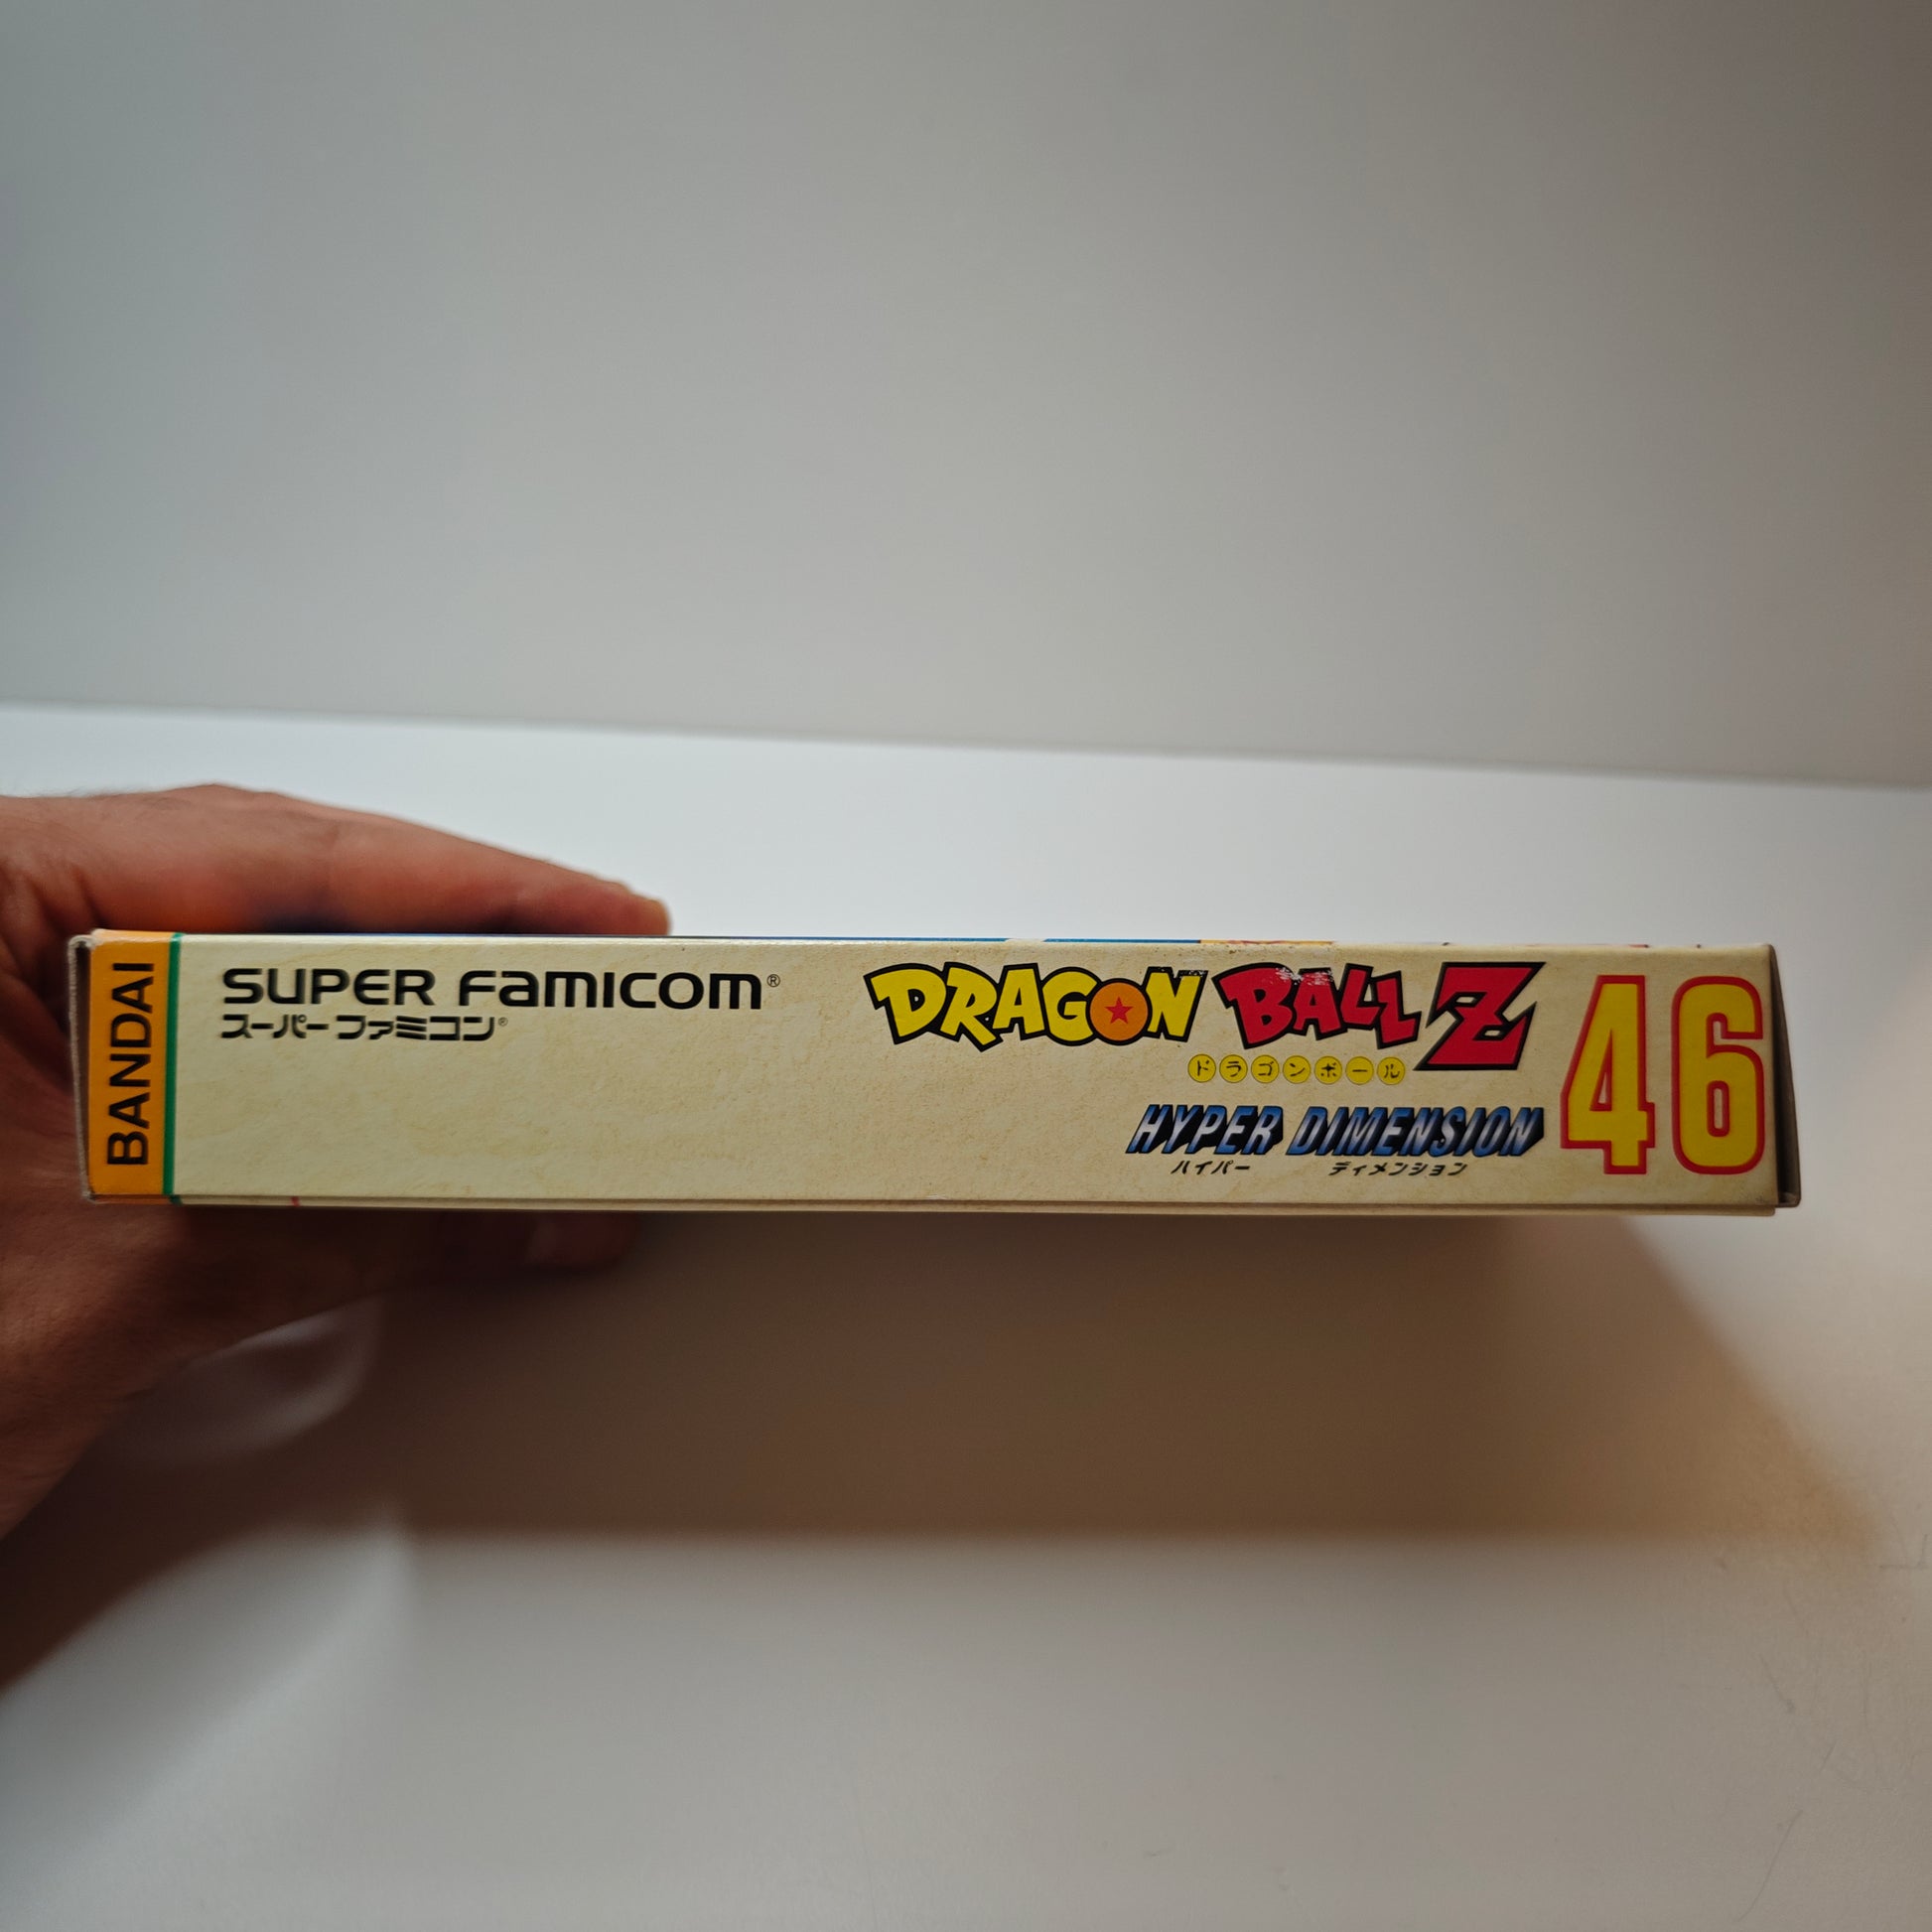 BANDAI
SUPER FAMICOM®
スーパーファミコン®
DRAGON BALL Z
ドラゴンボール
HYPER DIMENSION
ハイパー ディメンション
46